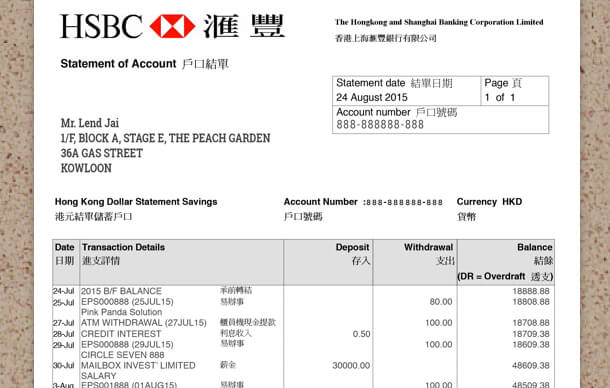 HSBC 滙豐
The Hongkong and Shanghai Banking Corporation Limited
香港上海滙豐銀行有限公司
Statement of Account 戶口結單
Statement date 結單日期 Page 頁
24 August 2015 1 of 1
Account number 戶口號碼
888-888888-888
Mr. Lend Jai
1/F, BlOCK A, STAGE E, THE PEACH GARDEN
36A GAS STREET
KOWLOON
Hong Kong Dollar Statement Savings Account Number :888-888888-888 Currency HKD
港元結單儲蓄戶口 戶口號碼 貨幣
Date Transaction Details Deposit Withdrawal Balance
日期 進支詳情 存入 支出 結餘
(DR = Overdraft 透支)
24-Jul 2015 B/F BALANCE 承前轉結 18888.88
25-Jul EPS000888 (25JUL15) 易辦事 80.00 18808.88
Pink Panda Solution
27-Jul ATM WITHDRAWAL (27JUL15) 櫃員機現金提款 100.00 18708.88
28-Jul CREDIT INTEREST 利息收入 0.50 18709.38
29-Jul EPS000888 (29JUL15) 易辦事 100.00 18609.38
CIRCLE SEVEN 888
30-Jul MAILBOX INVEST' LIMITED 薪金 30000.00 48609.38
SALARY
3-Aug EPS001888 (01AUG15) 易辦事 100.00 48509.38